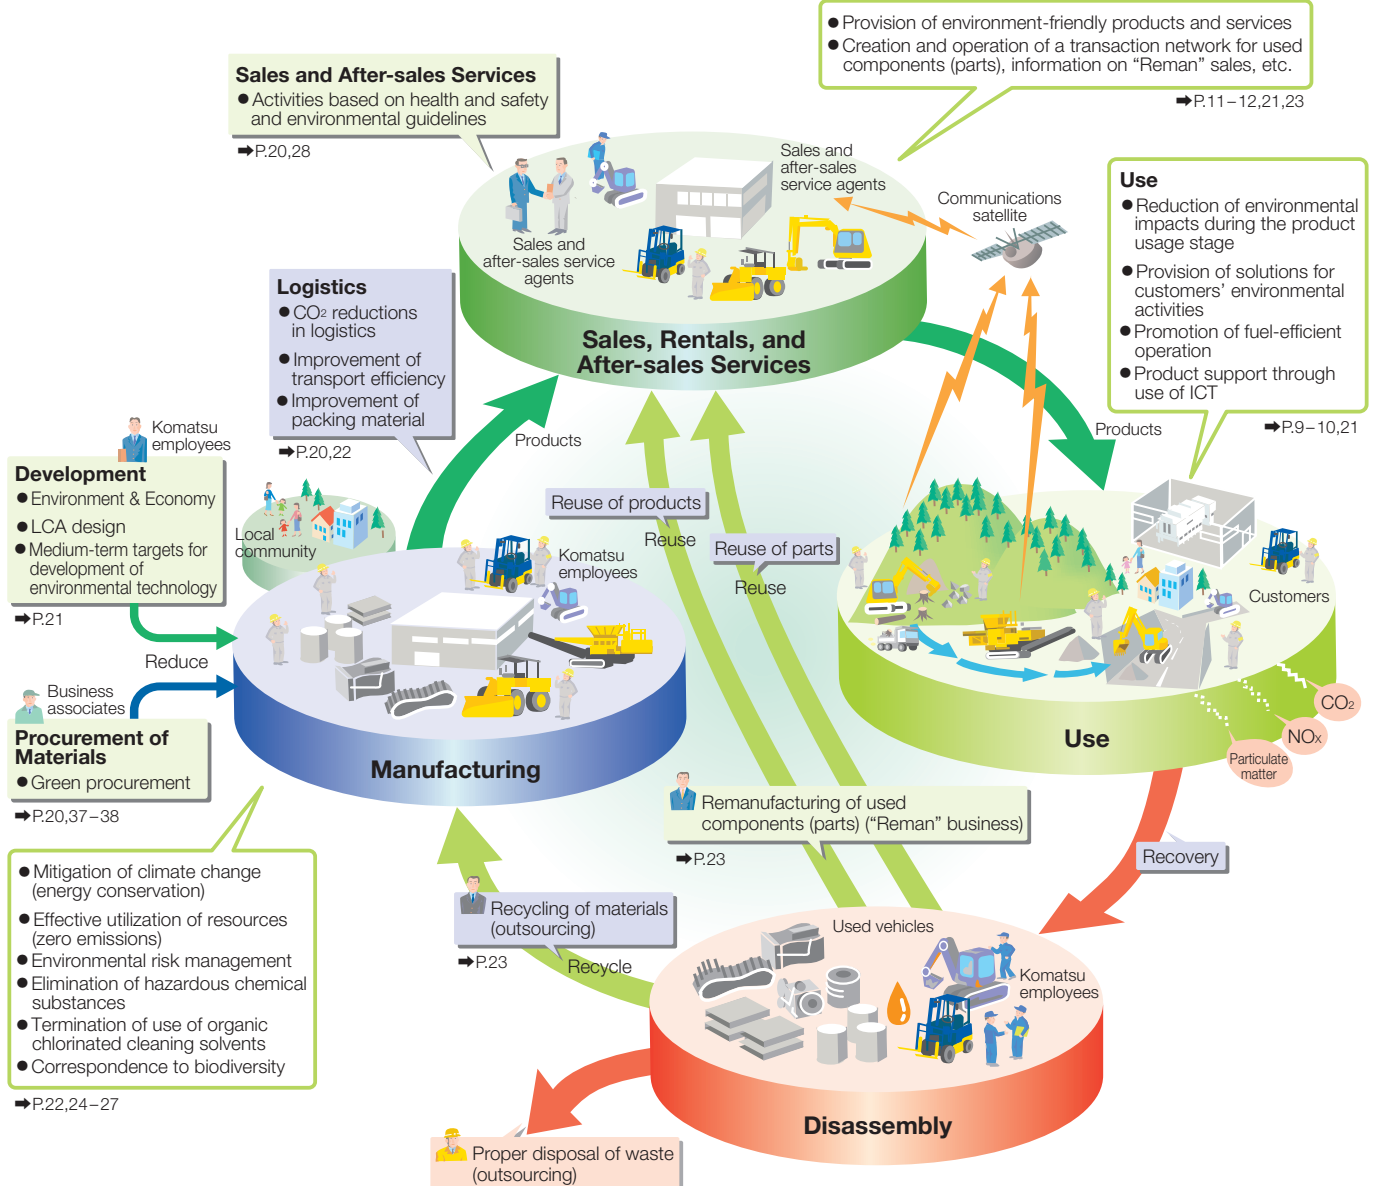 ● Provision of environment-friendly products and services
● Creation and operation of a transaction network for used
components (parts), information on “Reman” sales, etc.
➡P.11–12,21,23
Sales and After-sales Services
● Activities based on health and safety
and environmental guidelines
➡P.20,28
Sales and
after-sales
service agents
Sales and
after-sales service
agents
Communications
satellite
Sales, Rentals, and
After-sales Services
Use
● Reduction of environmental
impacts during the product
usage stage
● Provision of solutions for
customers’ environmental
activities
● Promotion of fuel-efficient
operation
● Product support through
use of ICT
➡P.9–10,21
Logistics
● CO2 reductions
in logistics
● Improvement of
transport efficiency
● Improvement of
packing material
➡P.20,22
Products
Products
Komatsu
employees
Development
● Environment & Economy
● LCA design
● Medium-term targets for
development of
environmental technology
➡P.21
Local
community
Reduce
Business
associates
Procurement of
Materials
● Green procurement
➡P.20,37–38
Komatsu
employees
Manufacturing
Reuse of products
Reuse
Reuse of parts
Reuse
Customers
Use
CO2
NOx
Particulate
matter
● Mitigation of climate change
(energy conservation)
● Effective utilization of resources
(zero emissions)
● Environmental risk management
● Elimination of hazardous chemical
substances
● Termination of use of organic
chlorinated cleaning solvents
● Correspondence to biodiversity
➡P.22,24–27
Remanufacturing of used
components (parts) (“Reman” business)
➡P.23
Recovery
Recycling of materials
(outsourcing)
➡P.23
Recycle
Used vehicles
Komatsu
employees
Disassembly
Proper disposal of waste
(outsourcing)